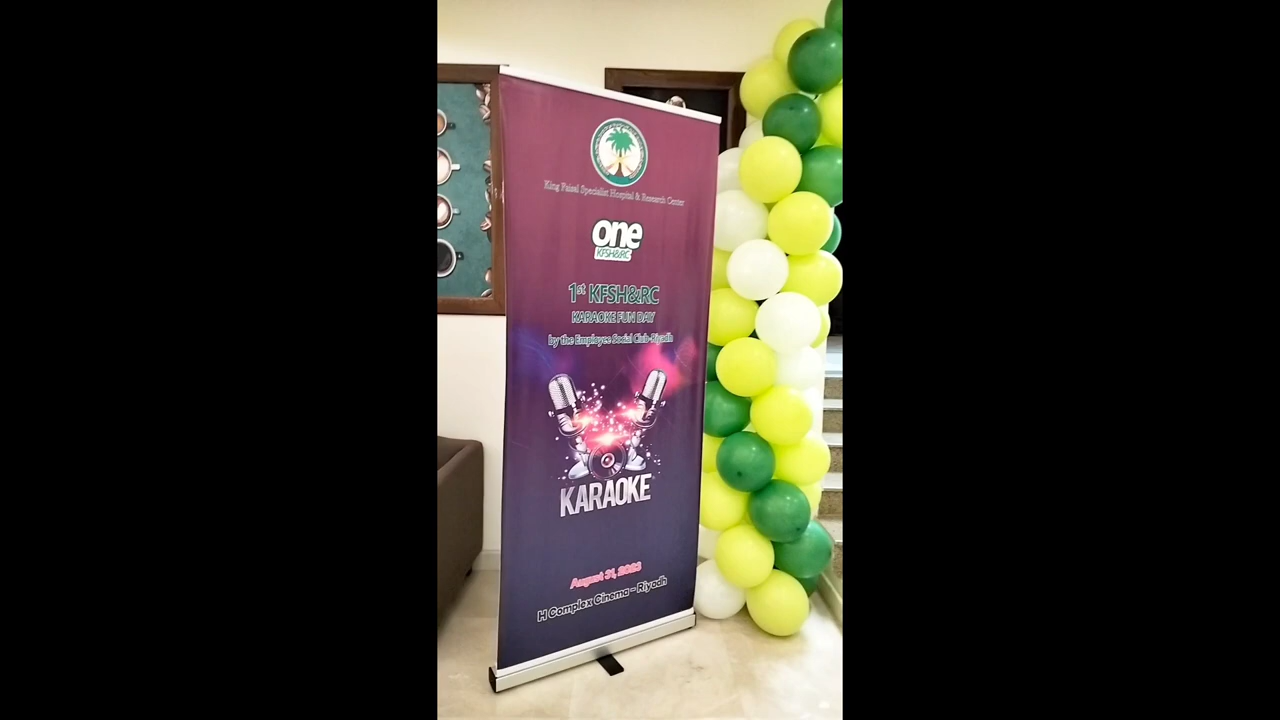 King Faisal Specialist Hospital & Research Center
one
KFSH&RC
1st KFSH&RC
KARAOKE FUN DAY
by the Employee Social Club-Riyadh
KARAOKE
August 31, 2023
H Complex Cinema - Riyadh